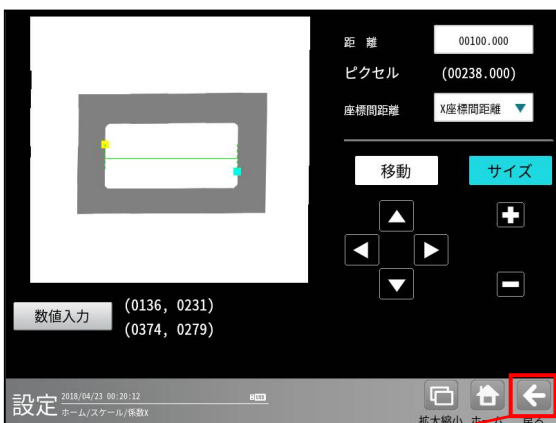 距 離 00100.000
ピクセル (00238.000)
座標間距離 X座標間距離 ▼
移動 サイズ
数値入力 (0136, 0231)
(0374, 0279)
設定 2018/04/23 00:20:12
ホーム/スケール/係数X
拡大縮小 ホーム 戻る